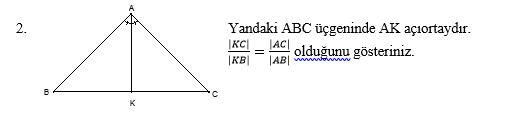 2.
A
B
K
C
Yandaki ABC üçgeninde AK açıortaydır.
|KC|/|KB| = |AC|/|AB| olduğunu gösteriniz.